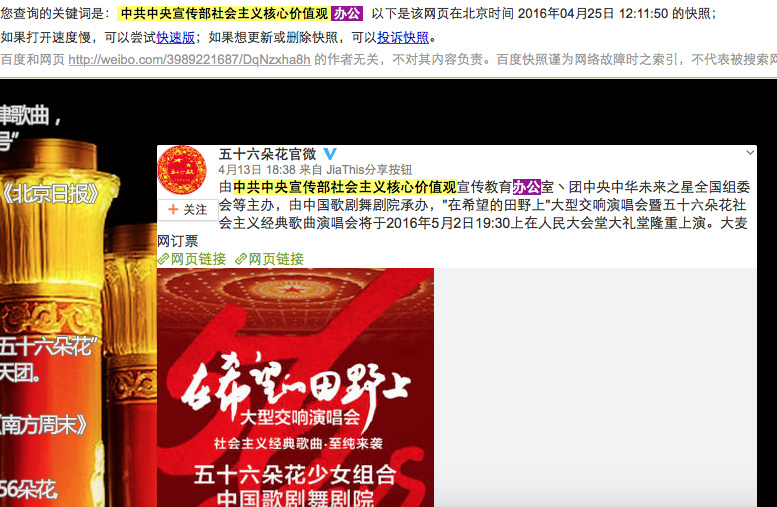 您查询的关键词是： 中共中央宣传部社会主义核心价值观 办公 以下是该网页在北京时间 2016年04月25日 12:11:50 的快照；
如果打开速度慢，可以尝试快速版；如果想更新或删除快照，可以投诉快照。
百度和网页 http://weibo.com/3989221687/DqNzxha8h 的作者无关，不对其内容负责。百度快照谨为网络故障时之索引，不代表被搜索网
津歌曲，
号”
《北京日报》
五十六朵花”
天团。
《南方周末》
56朵花,
五十六朵花官微
4月13日 18:38 来自 JiaThis分享按钮
+ 关注
由中共中央宣传部社会主义核心价值观宣传教育办公室丶团中央中华未来之星全国组委
会等主办，由中国歌剧舞剧院承办，"在希望的田野上"大型交响演唱会暨五十六朵花社
会主义经典歌曲演唱会将于2016年5月2日19:30上在人民大会堂大礼堂隆重上演。大麦
网订票
网页链接 网页链接
在希望的田野上
大型交响演唱会
社会主义经典歌曲·至纯来袭
五十六朵花少女组合
中国歌剧舞剧院